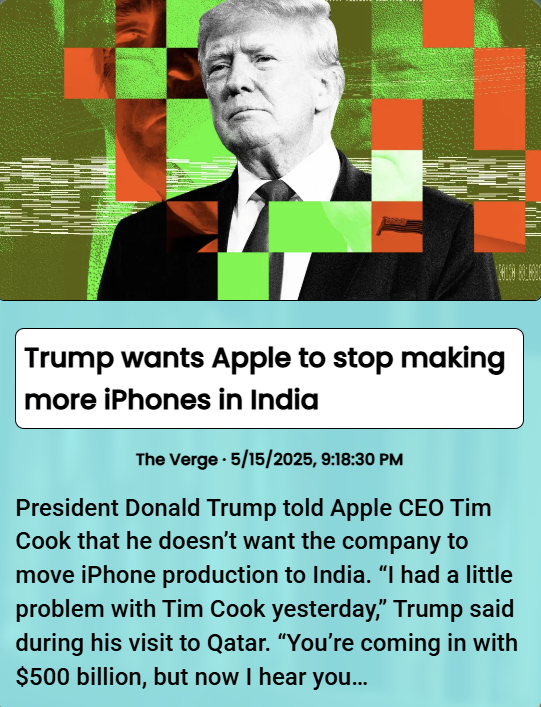 Trump wants Apple to stop making
more iPhones in India
The Verge · 5/15/2025, 9:18:30 PM
President Donald Trump told Apple CEO Tim
Cook that he doesn’t want the company to
move iPhone production to India. “I had a little
problem with Tim Cook yesterday,” Trump said
during his visit to Qatar. “You’re coming in with
$500 billion, but now I hear you…